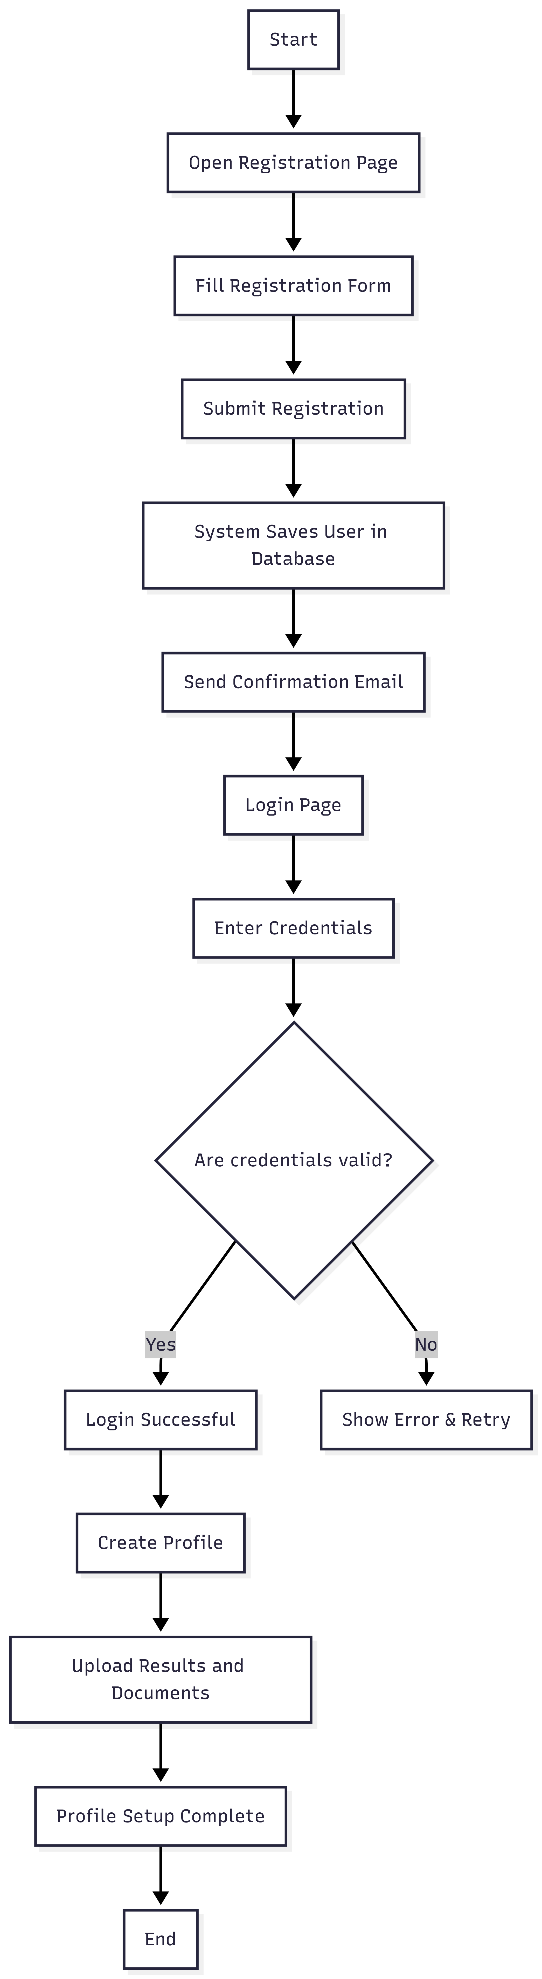 Start
Open Registration Page
Fill Registration Form
Submit Registration
System Saves User in
Database
Send Confirmation Email
Login Page
Enter Credentials
Are credentials valid?
Yes
No
Login Successful
Show Error & Retry
Create Profile
Upload Results and
Documents
Profile Setup Complete
End